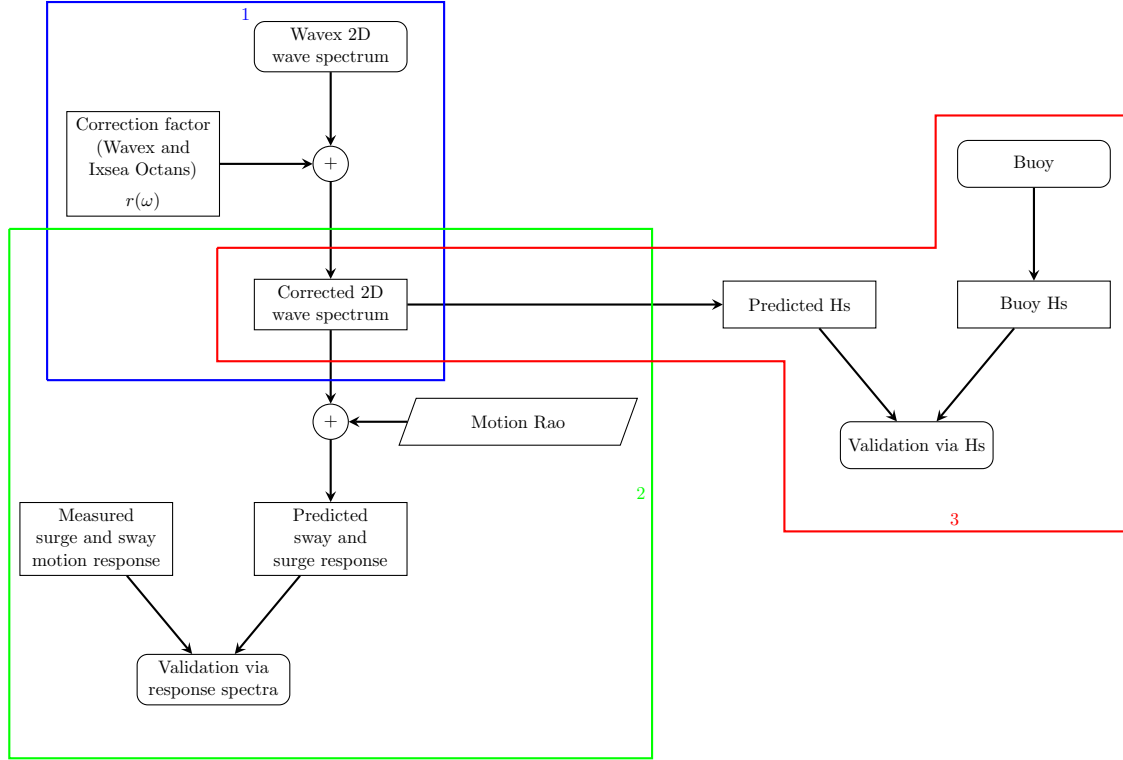 1
Wavex 2D
wave spectrum
Correction factor
(Wavex and
Ixsea Octans)
r(ω)
+
Buoy
Corrected 2D
wave spectrum
Predicted Hs
Buoy Hs
+
Motion Rao
Validation via Hs
2
3
Measured
surge and sway
motion response
Predicted
sway and
surge response
Validation via
response spectra